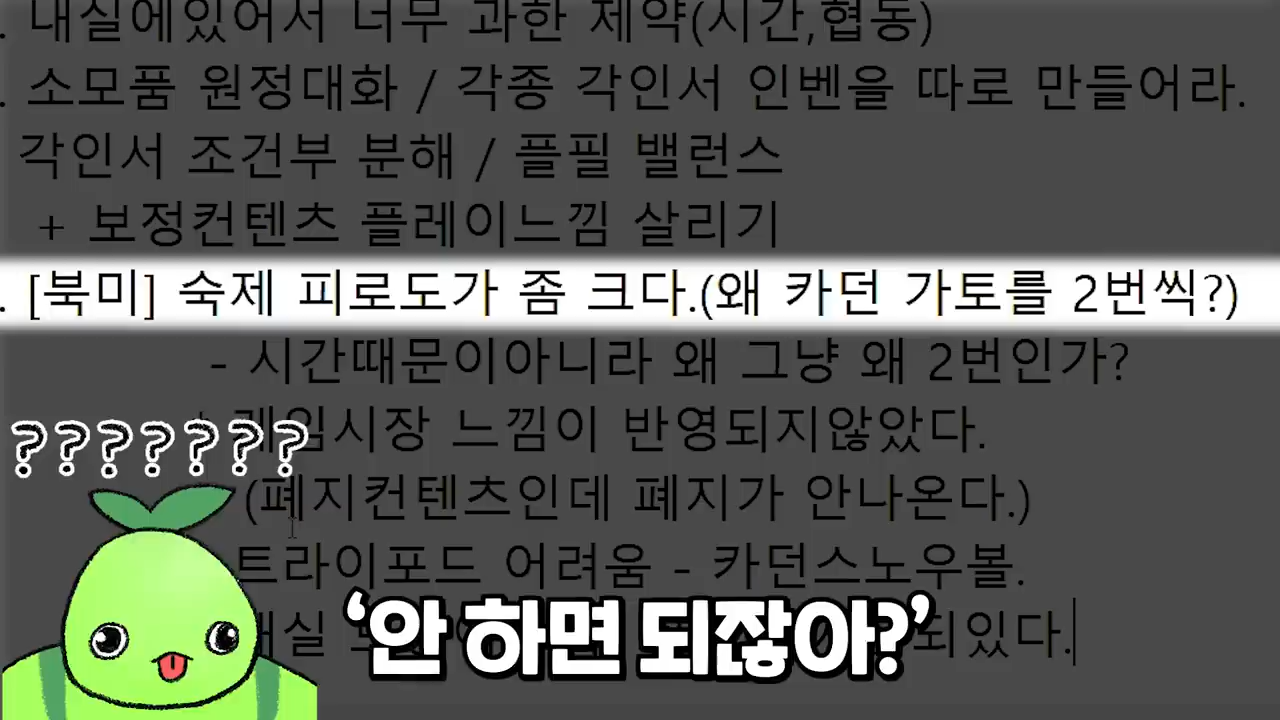 . 내실에있어서 너무 과한 제약(시간,협동)
. 소모품 원정대화 / 각종 각인서 인벤을 따로 만들어라.
각인서 조건부 분해 / 플필 밸런스
+ 보정컨텐츠 플레이느낌 살리기
. [북미] 숙제 피로도가 좀 크다.(왜 카던 가토를 2번씩?)
- 시간때문이아니라 왜 그냥 왜 2번인가?
레임시장 느낌이 반영되지않았다.
???????
(폐지컨텐츠인데 폐지가 안나온다.)
트라이포드 어려움 - 카던스노우볼.
내실 되있다.
‘안 하면 되잖아?’